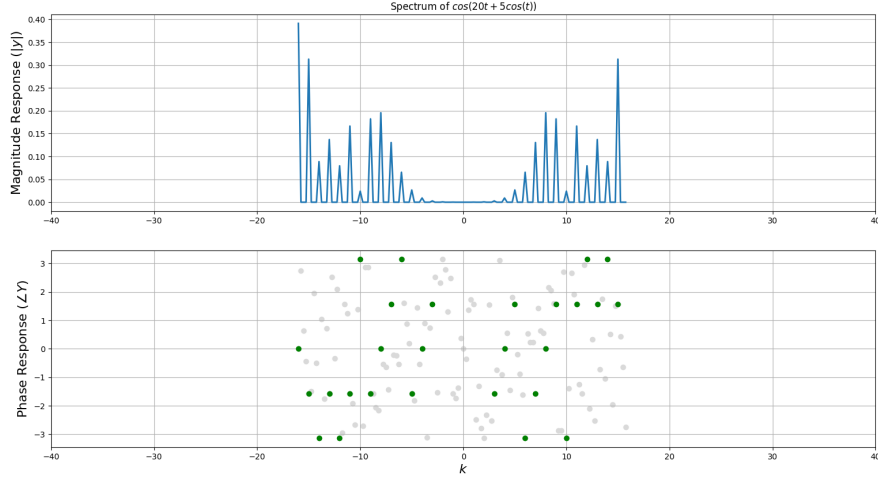 Spectrum of cos(20t + 5cos(t))
Magnitude Response (|y|)
0.40
0.35
0.30
0.25
0.20
0.15
0.10
0.05
0.00
−40 −30 −20 −10 0 10 20 30 40
Phase Response (∠Y)
3
2
1
0
−1
−2
−3
−40 −30 −20 −10 0 10 20 30 40
k